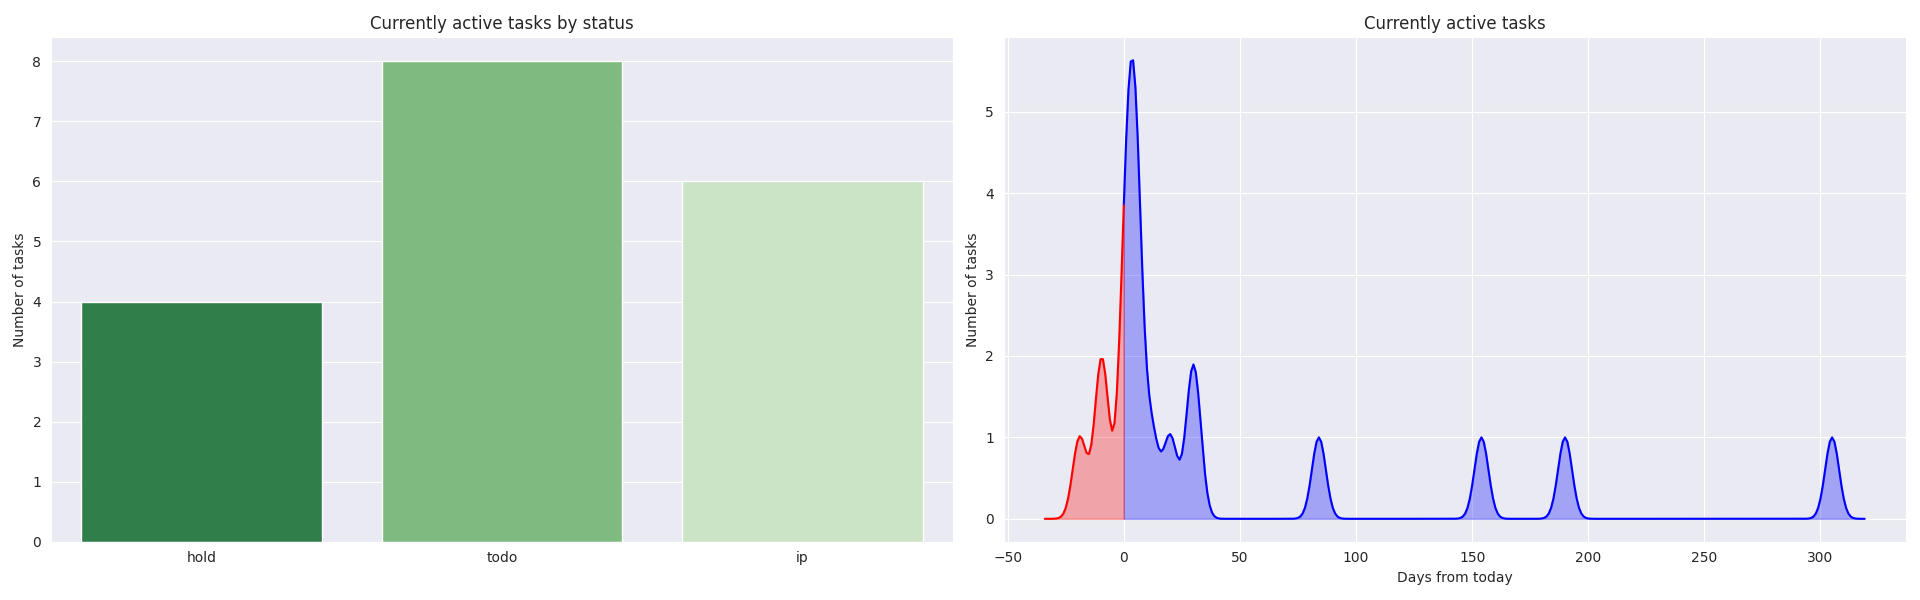 Currently active tasks by status
Number of tasks
8
7
6
5
4
3
2
1
0
hold todo ip
Currently active tasks
Number of tasks
5
4
3
2
1
0
−50 0 50 100 150 200 250 300
Days from today